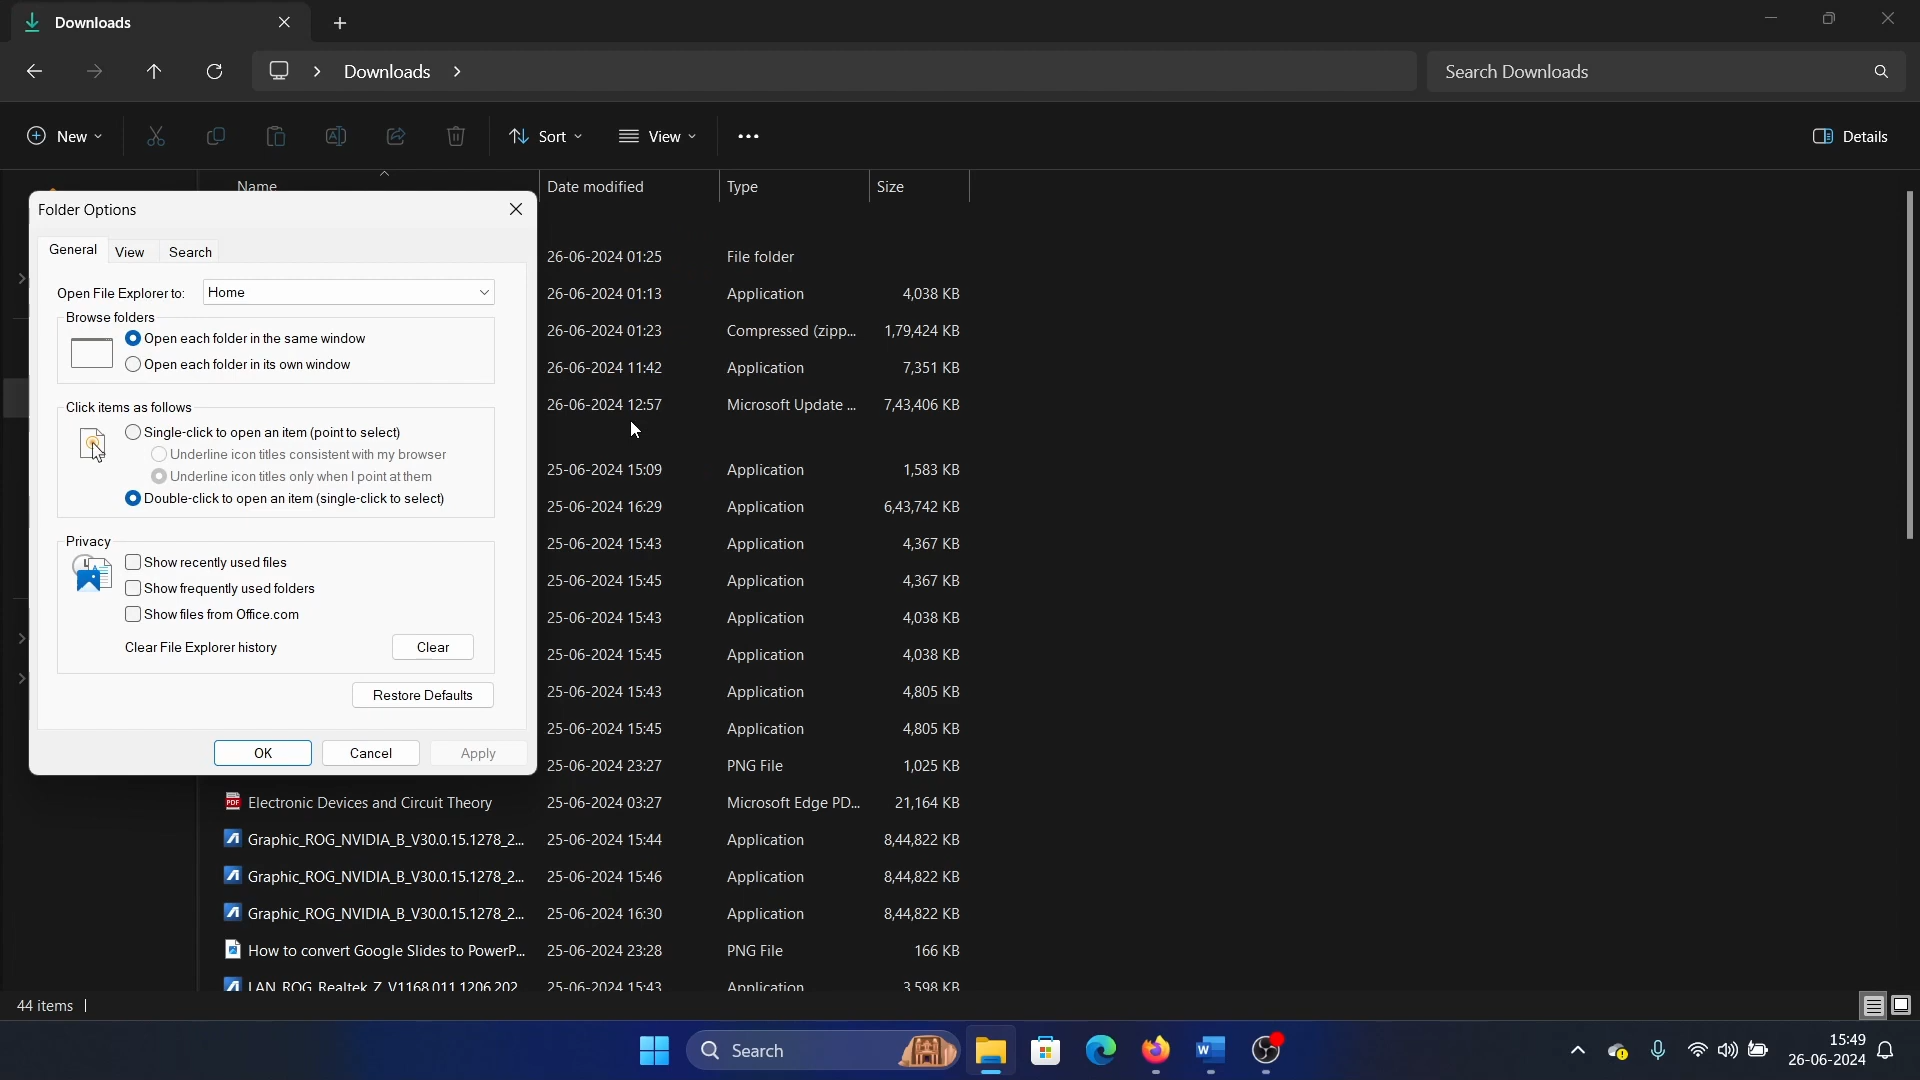 Downloads
Downloads
Search Downloads
New
Sort
View
Details
Name
Date modified
Type
Size
Folder Options
General
View
Search
Open File Explorer to:
Home
Browse folders
Open each folder in the same window
Open each folder in its own window
Click items as follows
Single-click to open an item (point to select)
Underline icon titles consistent with my browser
Underline icon titles only when I point at them
Double-click to open an item (single-click to select)
Privacy
Show recently used files
Show frequently used folders
Show files from Office.com
Clear File Explorer history
Clear
Restore Defaults
OK
Cancel
Apply
26-06-2024 01:25 File folder
26-06-2024 01:13 Application 4,038 KB
26-06-2024 01:23 Compressed (zipp... 1,79,424 KB
26-06-2024 11:42 Application 7,351 KB
26-06-2024 12:57 Microsoft Update ... 7,43,406 KB
25-06-2024 15:09 Application 1,583 KB
25-06-2024 16:29 Application 6,43,742 KB
25-06-2024 15:43 Application 4,367 KB
25-06-2024 15:45 Application 4,367 KB
25-06-2024 15:43 Application 4,038 KB
25-06-2024 15:45 Application 4,038 KB
25-06-2024 15:43 Application 4,805 KB
25-06-2024 15:45 Application 4,805 KB
25-06-2024 23:27 PNG File 1,025 KB
Electronic Devices and Circuit Theory 25-06-2024 03:27 Microsoft Edge PD... 21,164 KB
Graphic_ROG_NVIDIA_B_V30.0.15.1278_2... 25-06-2024 15:44 Application 8,44,822 KB
Graphic_ROG_NVIDIA_B_V30.0.15.1278_2... 25-06-2024 15:46 Application 8,44,822 KB
Graphic_ROG_NVIDIA_B_V30.0.15.1278_2... 25-06-2024 16:30 Application 8,44,822 KB
How to convert Google Slides to PowerP... 25-06-2024 23:28 PNG File 166 KB
LAN_ROG_Realtek_Z_V1168.011.1206.202... 25-06-2024 15:43 Application 3,598 KB
44 items
Search
15:49
26-06-2024